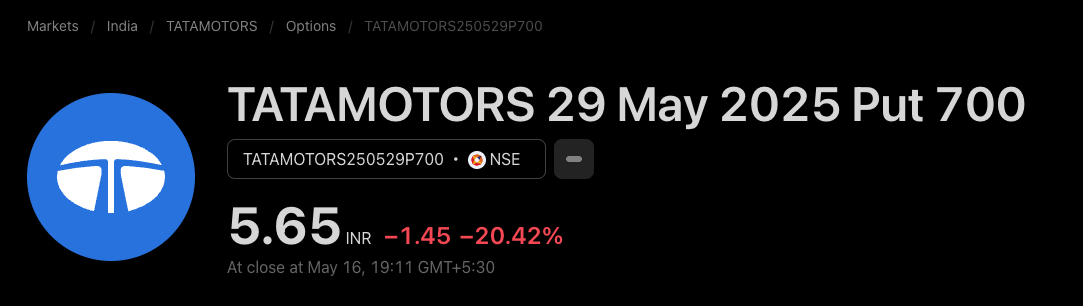 Markets / India / TATAMOTORS / Options / TATAMOTORS250529P700
TATAMOTORS 29 May 2025 Put 700
TATAMOTORS250529P700 • NSE
5.65 INR −1.45 −20.42%
At close at May 16, 19:11 GMT+5:30